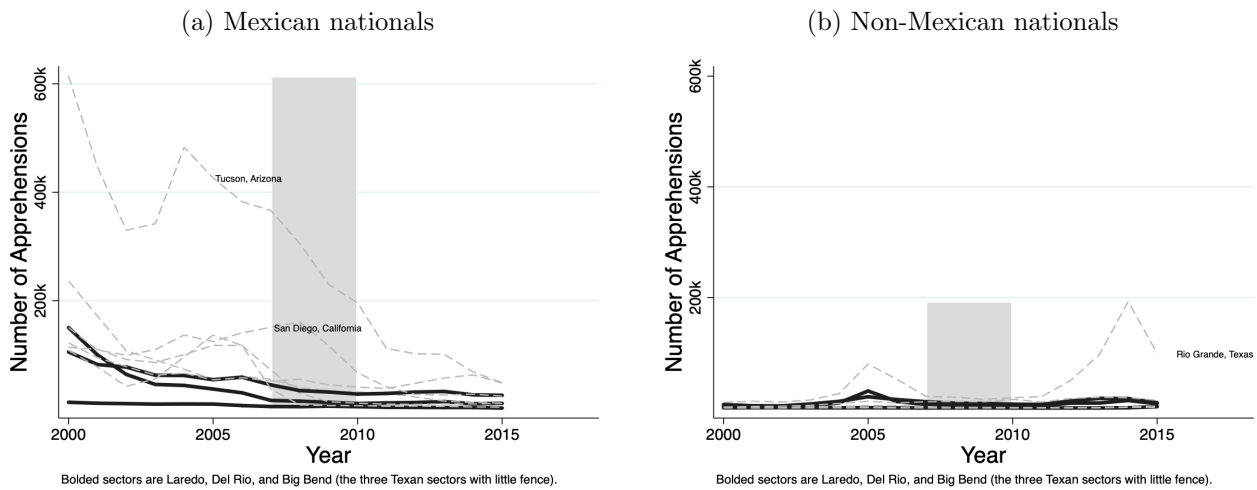 (a) Mexican nationals
Number of Apprehensions
600k
400k
200k
Tucson, Arizona
San Diego, California
2000
2005
2010
2015
Year
Bolded sectors are Laredo, Del Rio, and Big Bend (the three Texan sectors with little fence).
(b) Non-Mexican nationals
Number of Apprehensions
600k
400k
200k
Rio Grande, Texas
2000
2005
2010
2015
Year
Bolded sectors are Laredo, Del Rio, and Big Bend (the three Texan sectors with little fence).